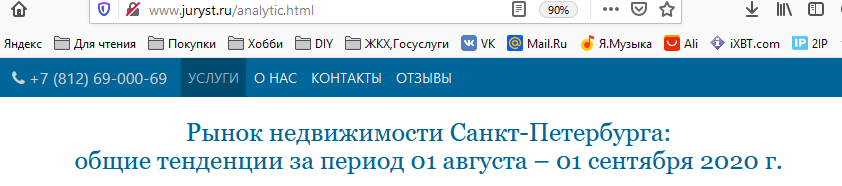 www.juryst.ru/analytic.html 90%
Яндекс Для чтения Покупки Хобби DIY ЖКХ,Госуслуги VK Mail.Ru Я.Музыка Ali iXBT.com 2IP
+7 (812) 69-000-69 УСЛУГИ О НАС КОНТАКТЫ ОТЗЫВЫ
Рынок недвижимости Санкт-Петербурга:
общие тенденции за период 01 августа – 01 сентября 2020 г.